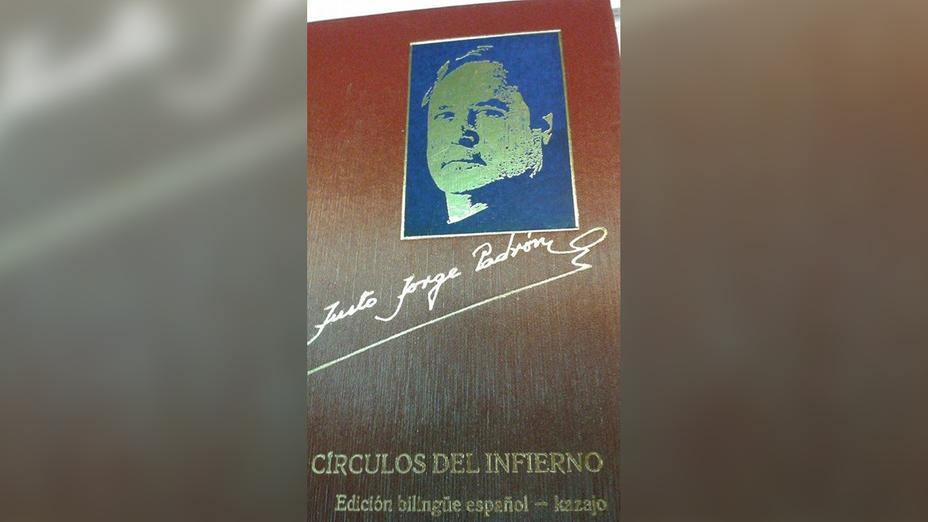 Justo Jorge Padrón
CÍRCULOS DEL INFIERNO
Edición bilingüe español – kazajo